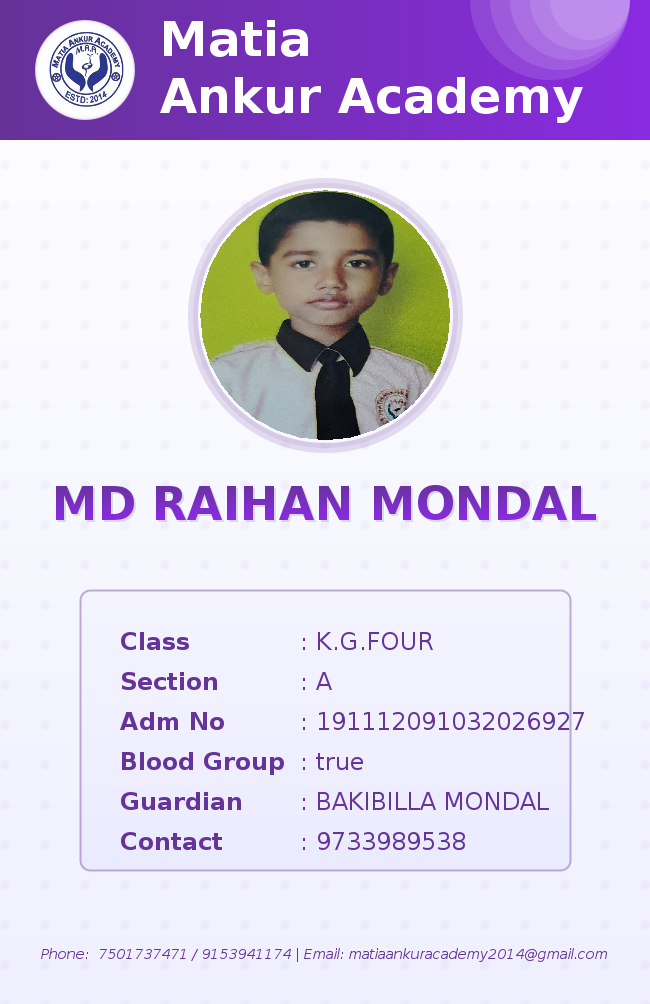 Matia
Ankur Academy
MATIA ANKUR ACADEMY
M.A.A.
ESTD: 2014
MD RAIHAN MONDAL
Class : K.G.FOUR
Section : A
Adm No : 191112091032026927
Blood Group : true
Guardian : BAKIBILLA MONDAL
Contact : 9733989538
Phone: 7501737471 / 9153941174 | Email: matiaankuracademy2014@gmail.com